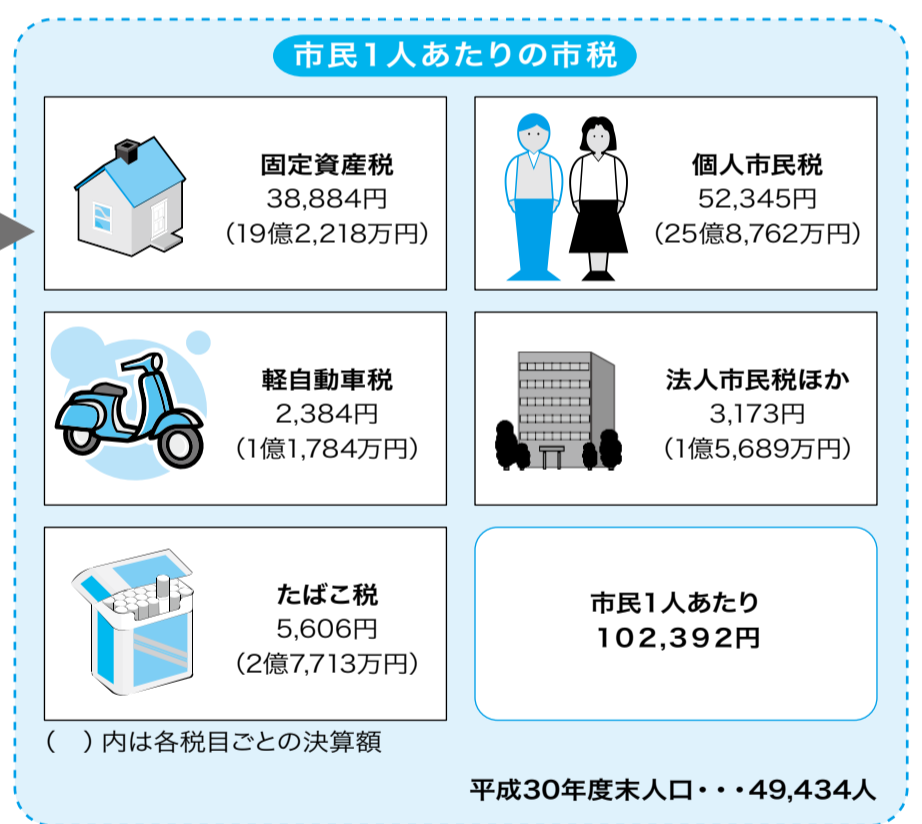 市民1人あたりの市税
固定資産税
38,884円
（19億2,218万円）
個人市民税
52,345円
（25億8,762万円）
軽自動車税
2,384円
（1億1,784万円）
法人市民税ほか
3,173円
（1億5,689万円）
たばこ税
5,606円
（2億7,713万円）
市民1人あたり
102,392円
（　）内は各税目ごとの決算額
平成30年度末人口・・・49,434人